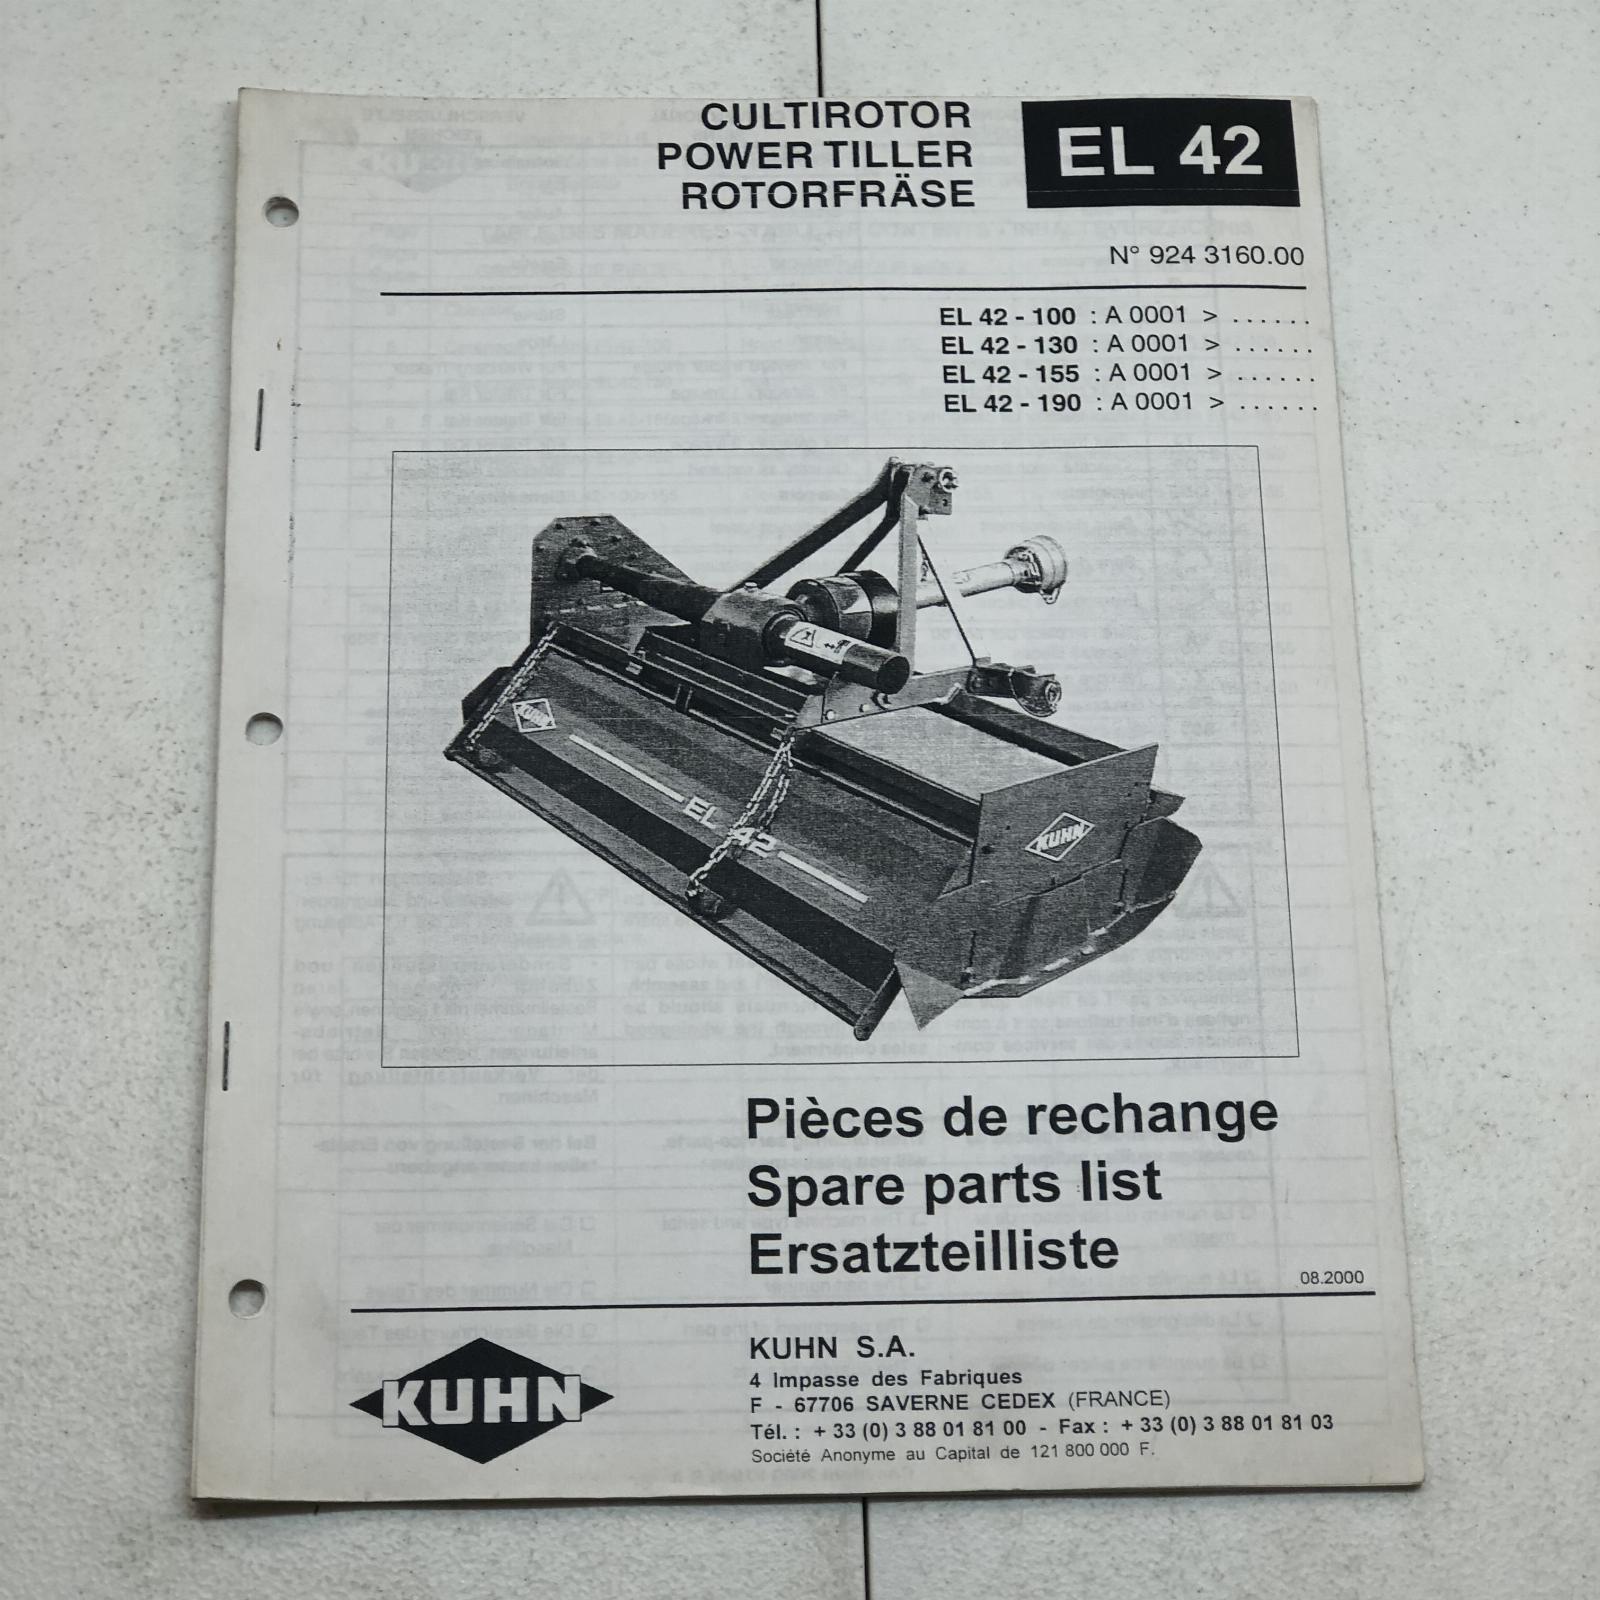 CULTIROTOR
POWER TILLER
ROTORFRÄSE
EL 42
N° 924 3160.00
EL 42 - 100 : A 0001 > . . . . . .
EL 42 - 130 : A 0001 > . . . . . .
EL 42 - 155 : A 0001 > . . . . . .
EL 42 - 190 : A 0001 > . . . . . .
KUHN
EL 42
KUHN
Pièces de rechange
Spare parts list
Ersatzteilliste
08.2000
KUHN
KUHN S.A.
4 Impasse des Fabriques
F - 67706 SAVERNE CEDEX (FRANCE)
Tél. : + 33 (0) 3 88 01 81 00 - Fax : + 33 (0) 3 88 01 81 03
Société Anonyme au Capital de 121 800 000 F.